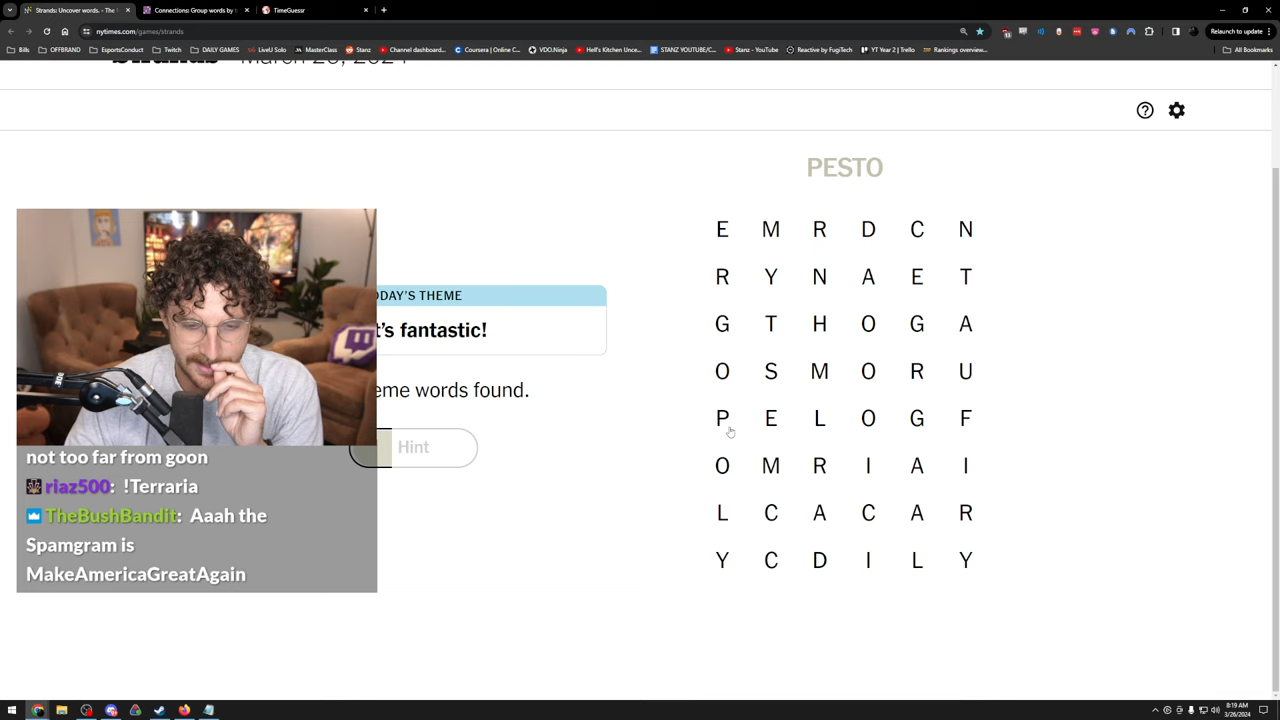 Strands: Uncover words. - The
Connections: Group words by t
TimeGuessr
nytimes.com/games/strands
Relaunch to update
Bills
OFFBRAND
EsportsConduct
Twitch
DAILY GAMES
LiveU Solo
MasterClass
Stanz
Channel dashboard...
Coursera | Online C...
VDO.Ninja
Hell's Kitchen Unce...
STANZ YOUTUBE/C...
Stanz - YouTube
Reactive by FugiTech
YT Year 2 | Trello
Rankings overview...
All Bookmarks
PESTO
E M R D C N
R Y N A E T
G T H O G A
O S M O R U
P E L O G F
O M R I A I
L C A C A R
Y C D I L Y
ODAY'S THEME
t's fantastic!
eme words found.
Hint
not too far from goon
riaz500: !Terraria
TheBushBandit: Aaah the
Spamgram is
MakeAmericaGreatAgain
8:19 AM
3/26/2024